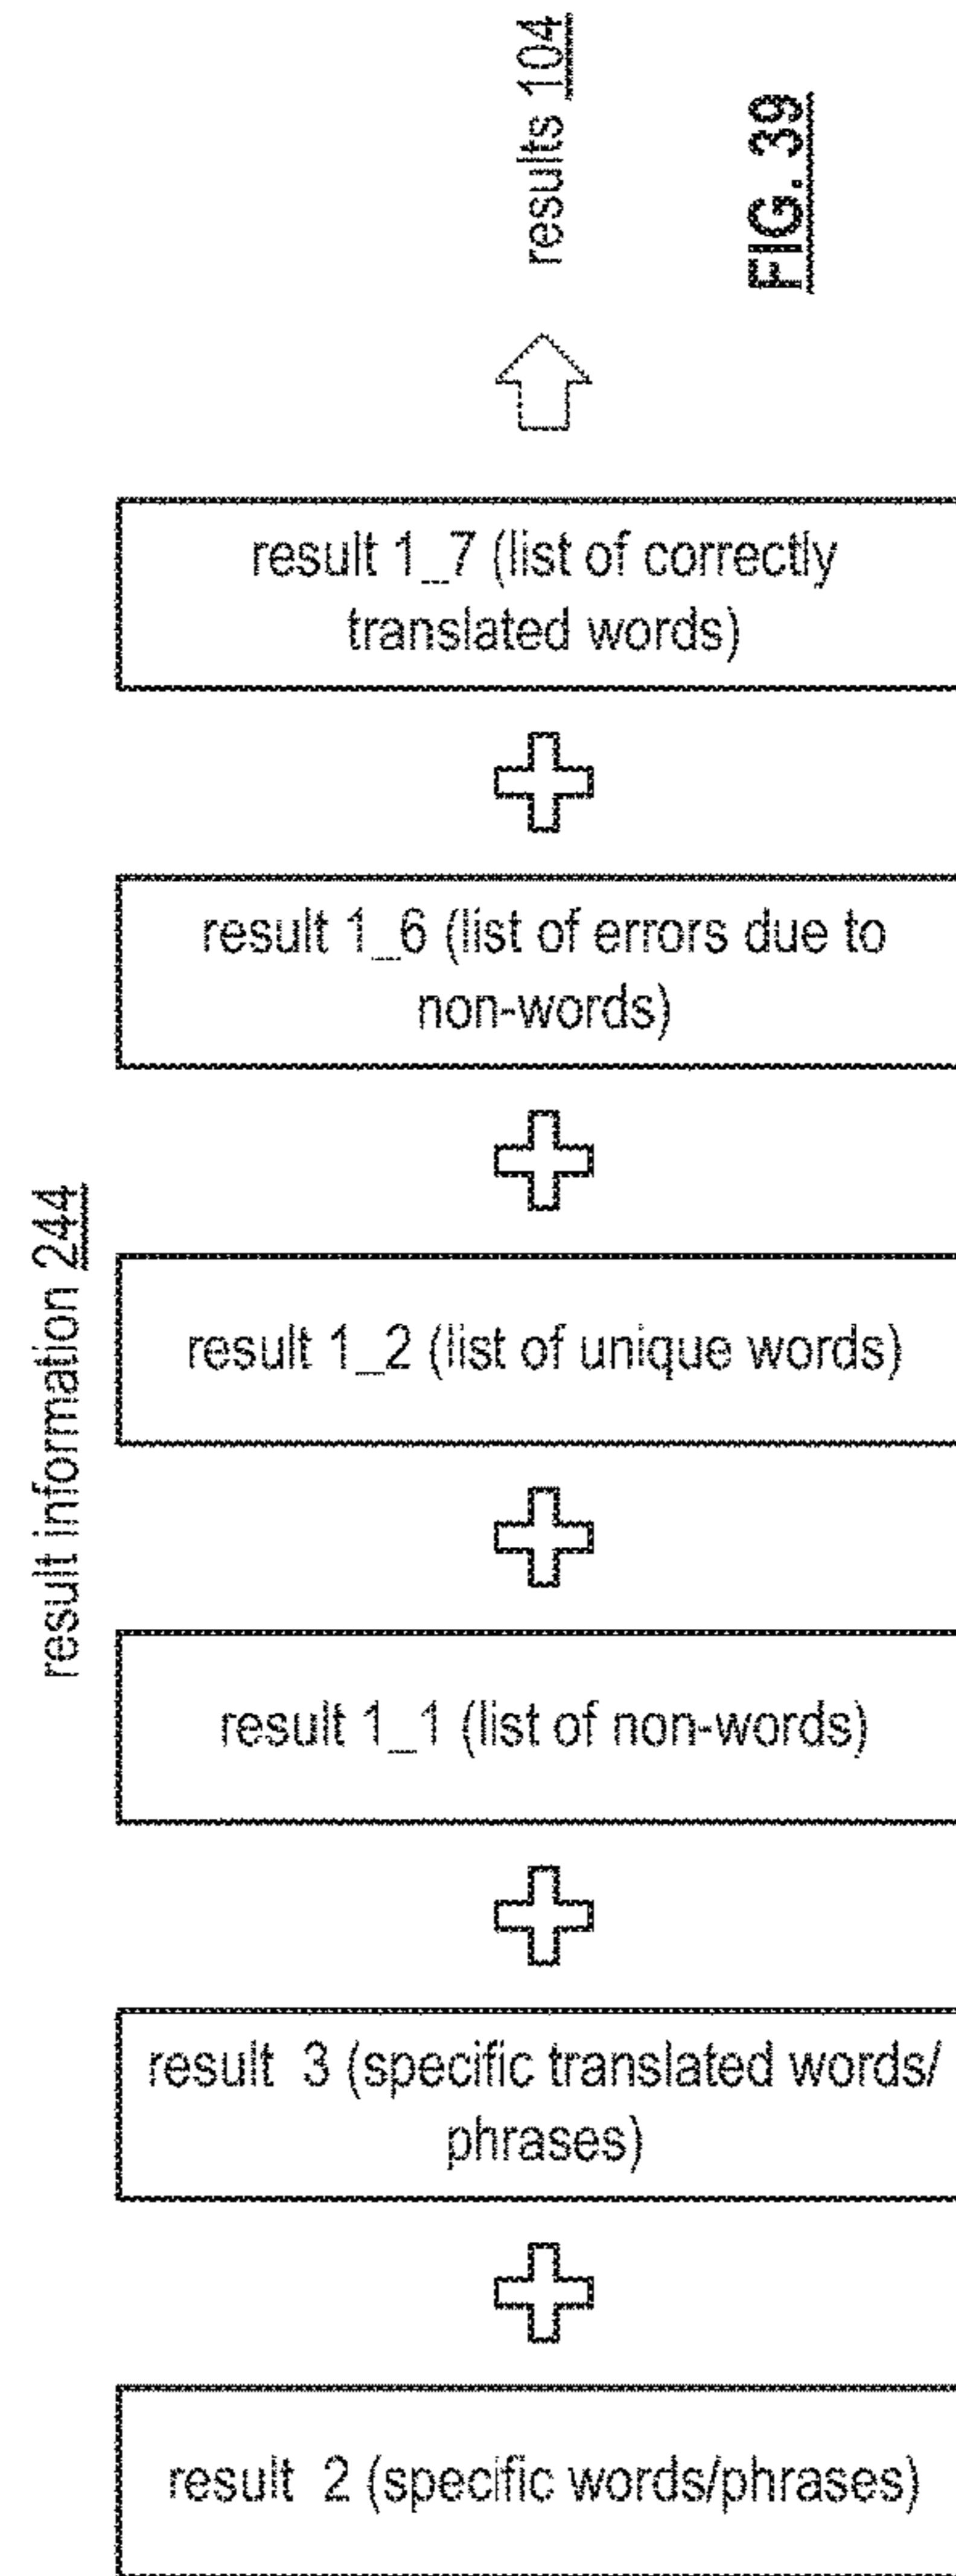 results 104
FIG. 39
result 1_7 (list of correctly
translated words)
result 1_6 (list of errors due to
non-words)
result information 244
result 1_2 (list of unique words)
result 1_1 (list of non-words)
result 3 (specific translated words/
phrases)
result 2 (specific words/phrases)